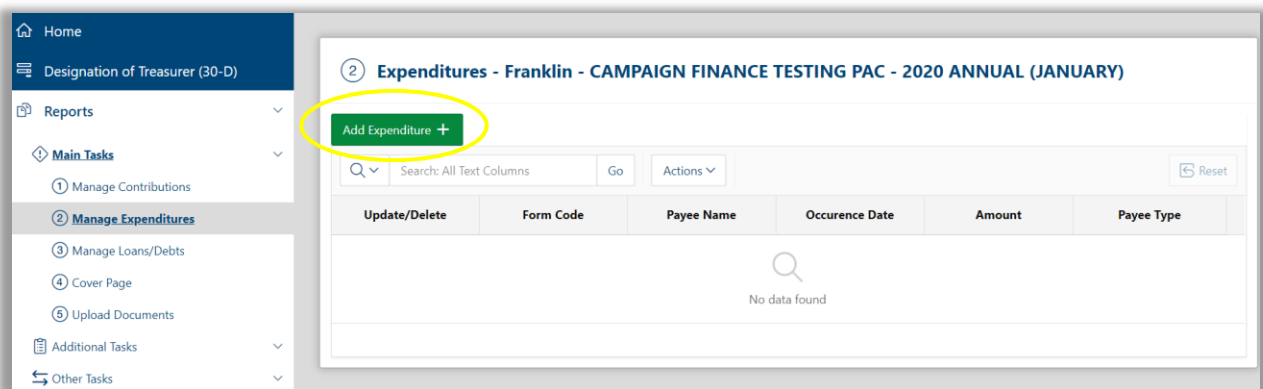 Home
Designation of Treasurer (30-D)
Reports
Main Tasks
1 Manage Contributions
2 Manage Expenditures
3 Manage Loans/Debts
4 Cover Page
5 Upload Documents
Additional Tasks
Other Tasks
2 Expenditures - Franklin - CAMPAIGN FINANCE TESTING PAC - 2020 ANNUAL (JANUARY)
Add Expenditure +
Search: All Text Columns Go Actions Reset
Update/Delete Form Code Payee Name Occurence Date Amount Payee Type
No data found